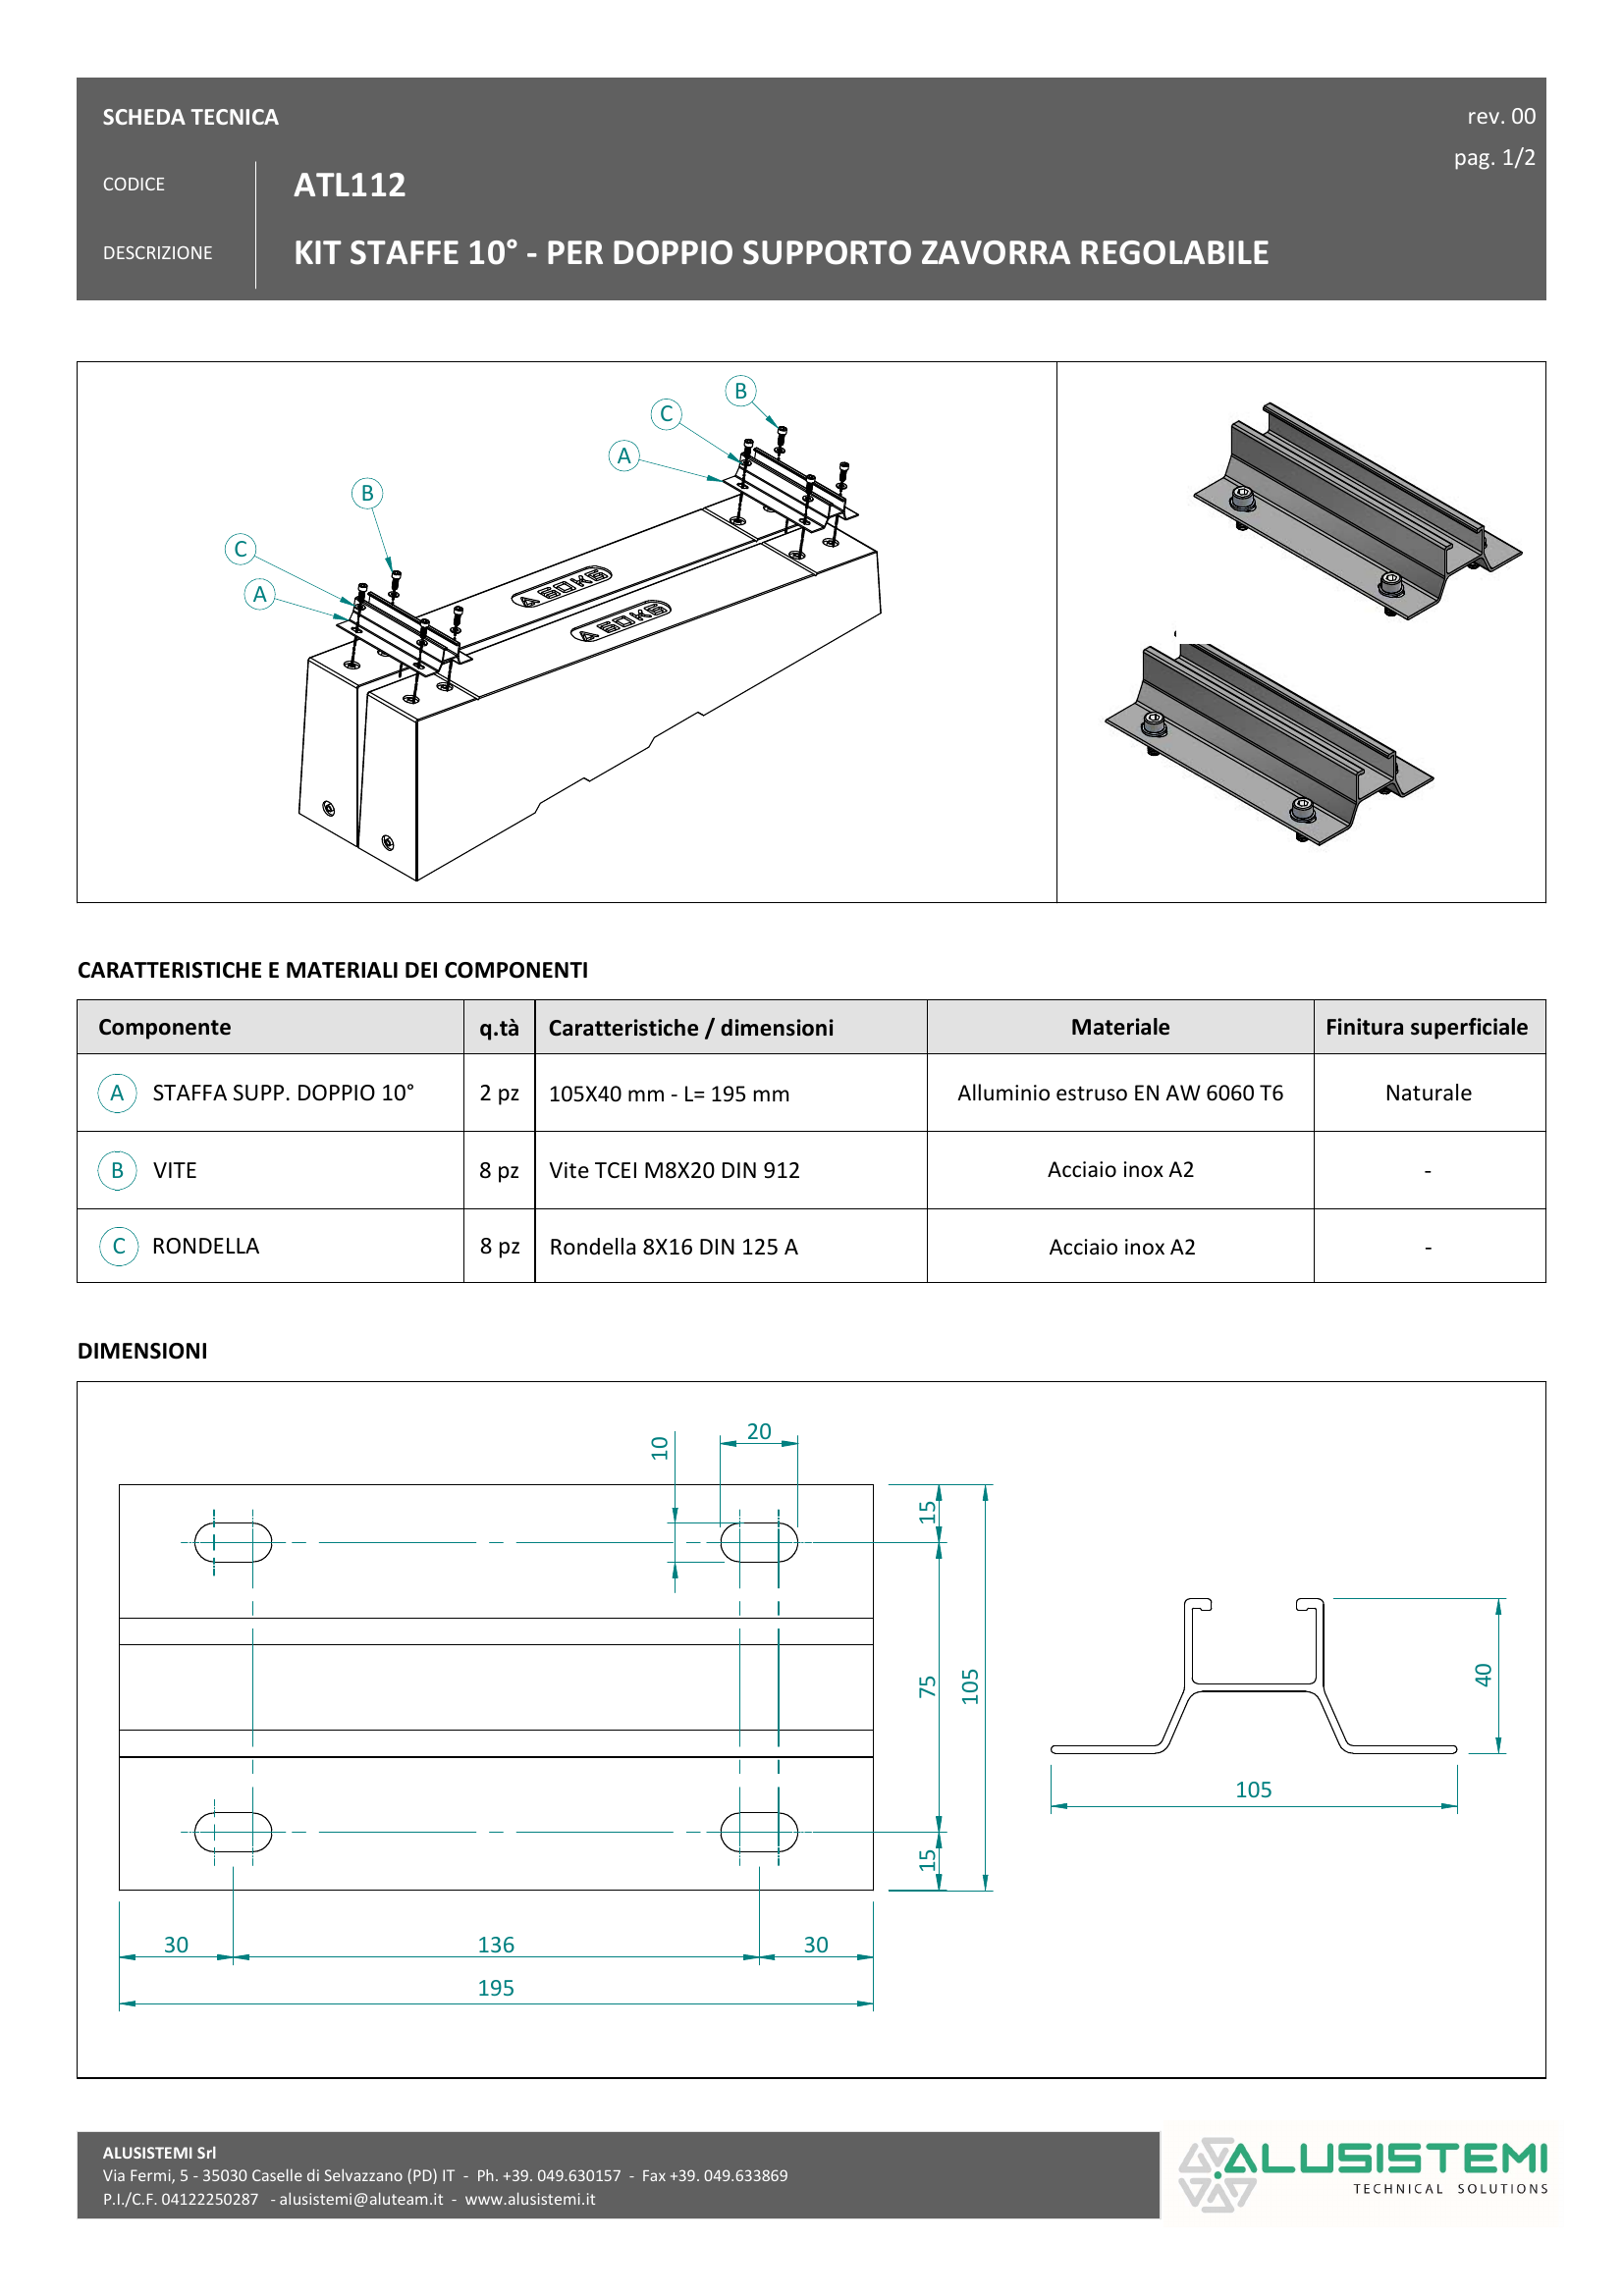 SCHEDA TECNICA
rev. 00
pag. 1/2
CODICE
ATL112
DESCRIZIONE
KIT STAFFE 10° - PER DOPPIO SUPPORTO ZAVORRA REGOLABILE
B
C
A
B
C
A
A 60KG
A 60KG
CARATTERISTICHE E MATERIALI DEI COMPONENTI
Componente q.tà Caratteristiche / dimensioni Materiale Finitura superficiale
A STAFFA SUPP. DOPPIO 10° 2 pz 105X40 mm - L= 195 mm Alluminio estruso EN AW 6060 T6 Naturale
B VITE 8 pz Vite TCEI M8X20 DIN 912 Acciaio inox A2 -
C RONDELLA 8 pz Rondella 8X16 DIN 125 A Acciaio inox A2 -
DIMENSIONI
10
20
15
75
105
15
40
105
30
136
30
195
ALUSISTEMI Srl
Via Fermi, 5 - 35030 Caselle di Selvazzano (PD) IT - Ph. +39. 049.630157 - Fax +39. 049.633869
P.I./C.F. 04122250287 - alusistemi@aluteam.it - www.alusistemi.it
ALUSISTEMI
TECHNICAL SOLUTIONS